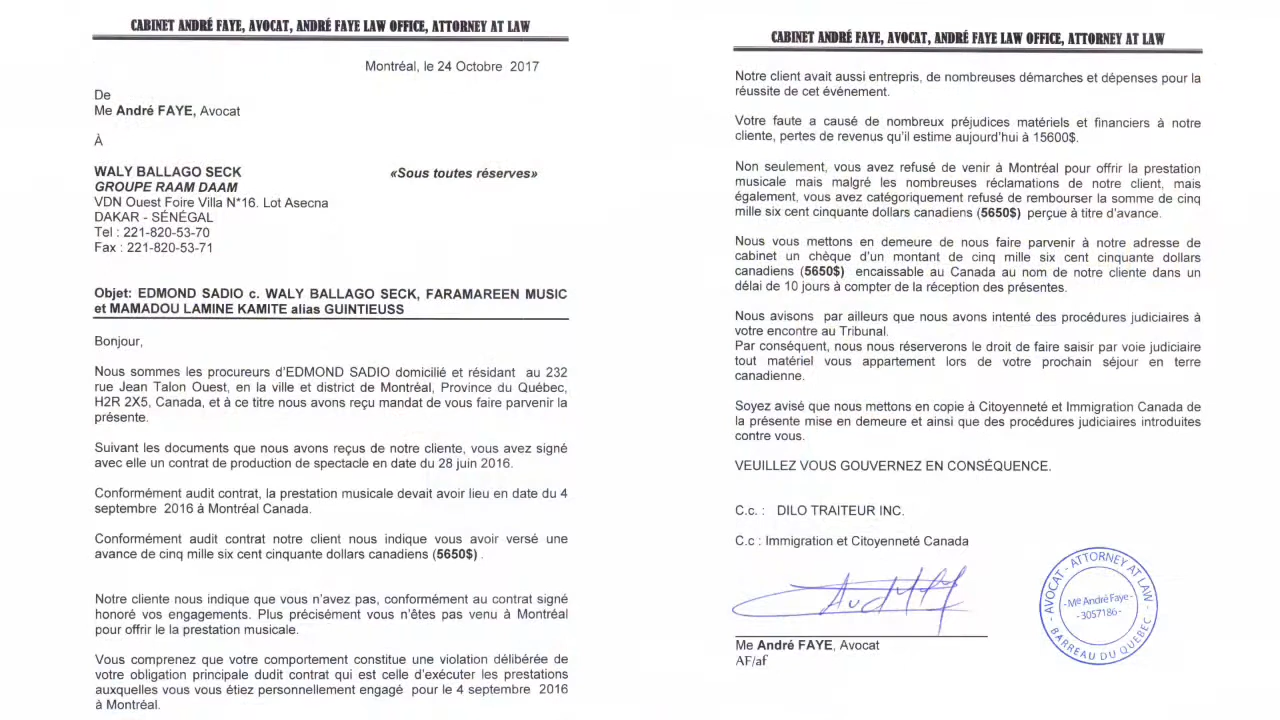 CABINET ANDRÉ FAYE, AVOCAT, ANDRÉ FAYE LAW OFFICE, ATTORNEY AT LAW
Montréal, le 24 Octobre 2017
De
Me André FAYE, Avocat
À
WALY BALLAGO SECK «Sous toutes réserves»
GROUPE RAAM DAAM
VDN Ouest Foire Villa N*16. Lot Asecna
DAKAR - SÉNÉGAL
Tel : 221-820-53-70
Fax : 221-820-53-71
Objet: EDMOND SADIO c. WALY BALLAGO SECK, FARAMAREEN MUSIC
et MAMADOU LAMINE KAMITE alias GUINTIEUSS
Bonjour,
Nous sommes les procureurs d'EDMOND SADIO domicilié et résidant au 232
rue Jean Talon Ouest, en la ville et district de Montréal, Province du Québec,
H2R 2X5, Canada, et à ce titre nous avons reçu mandat de vous faire parvenir la
présente.
Suivant les documents que nous avons reçus de notre cliente, vous avez signé
avec elle un contrat de production de spectacle en date du 28 juin 2016.
Conformément audit contrat, la prestation musicale devait avoir lieu en date du 4
septembre 2016 à Montréal Canada.
Conformément audit contrat notre client nous indique vous avoir versé une
avance de cinq mille six cent cinquante dollars canadiens (5650$) .
Notre cliente nous indique que vous n'avez pas, conformément au contrat signé
honoré vos engagements. Plus précisément vous n'êtes pas venu à Montréal
pour offrir le la prestation musicale.
Vous comprenez que votre comportement constitue une violation délibérée de
votre obligation principale dudit contrat qui est celle d'exécuter les prestations
auxquelles vous vous étiez personnellement engagé pour le 4 septembre 2016
à Montréal.
CABINET ANDRÉ FAYE, AVOCAT, ANDRÉ FAYE LAW OFFICE, ATTORNEY AT LAW
Notre client avait aussi entrepris, de nombreuses démarches et dépenses pour la
réussite de cet événement.
Votre faute a causé de nombreux préjudices matériels et financiers à notre
cliente, pertes de revenus qu'il estime aujourd'hui à 15600$.
Non seulement, vous avez refusé de venir à Montréal pour offrir la prestation
musicale mais malgré les nombreuses réclamations de notre client, mais
également, vous avez catégoriquement refusé de rembourser la somme de cinq
mille six cent cinquante dollars canadiens (5650$) perçue à titre d'avance.
Nous vous mettons en demeure de nous faire parvenir à notre adresse de
cabinet un chèque d'un montant de cinq mille six cent cinquante dollars
canadiens (5650$) encaissable au Canada au nom de notre cliente dans un
délai de 10 jours à compter de la réception des présentes.
Nous avisons par ailleurs que nous avons intenté des procédures judiciaires à
votre encontre au Tribunal.
Par conséquent, nous nous réserverons le droit de faire saisir par voie judiciaire
tout matériel vous appartement lors de votre prochain séjour en terre
canadienne.
Soyez avisé que nous mettons en copie à Citoyenneté et Immigration Canada de
la présente mise en demeure et ainsi que des procédures judiciaires introduites
contre vous.
VEUILLEZ VOUS GOUVERNEZ EN CONSÉQUENCE.
C.c. : DILO TRAITEUR INC.
C.c : Immigration et Citoyenneté Canada
Me André FAYE, Avocat
AF/af
- AVOCAT - ATTORNEY AT LAW -
- Me André Faye -
- 3057186 -
BARREAU DU QUÉBEC